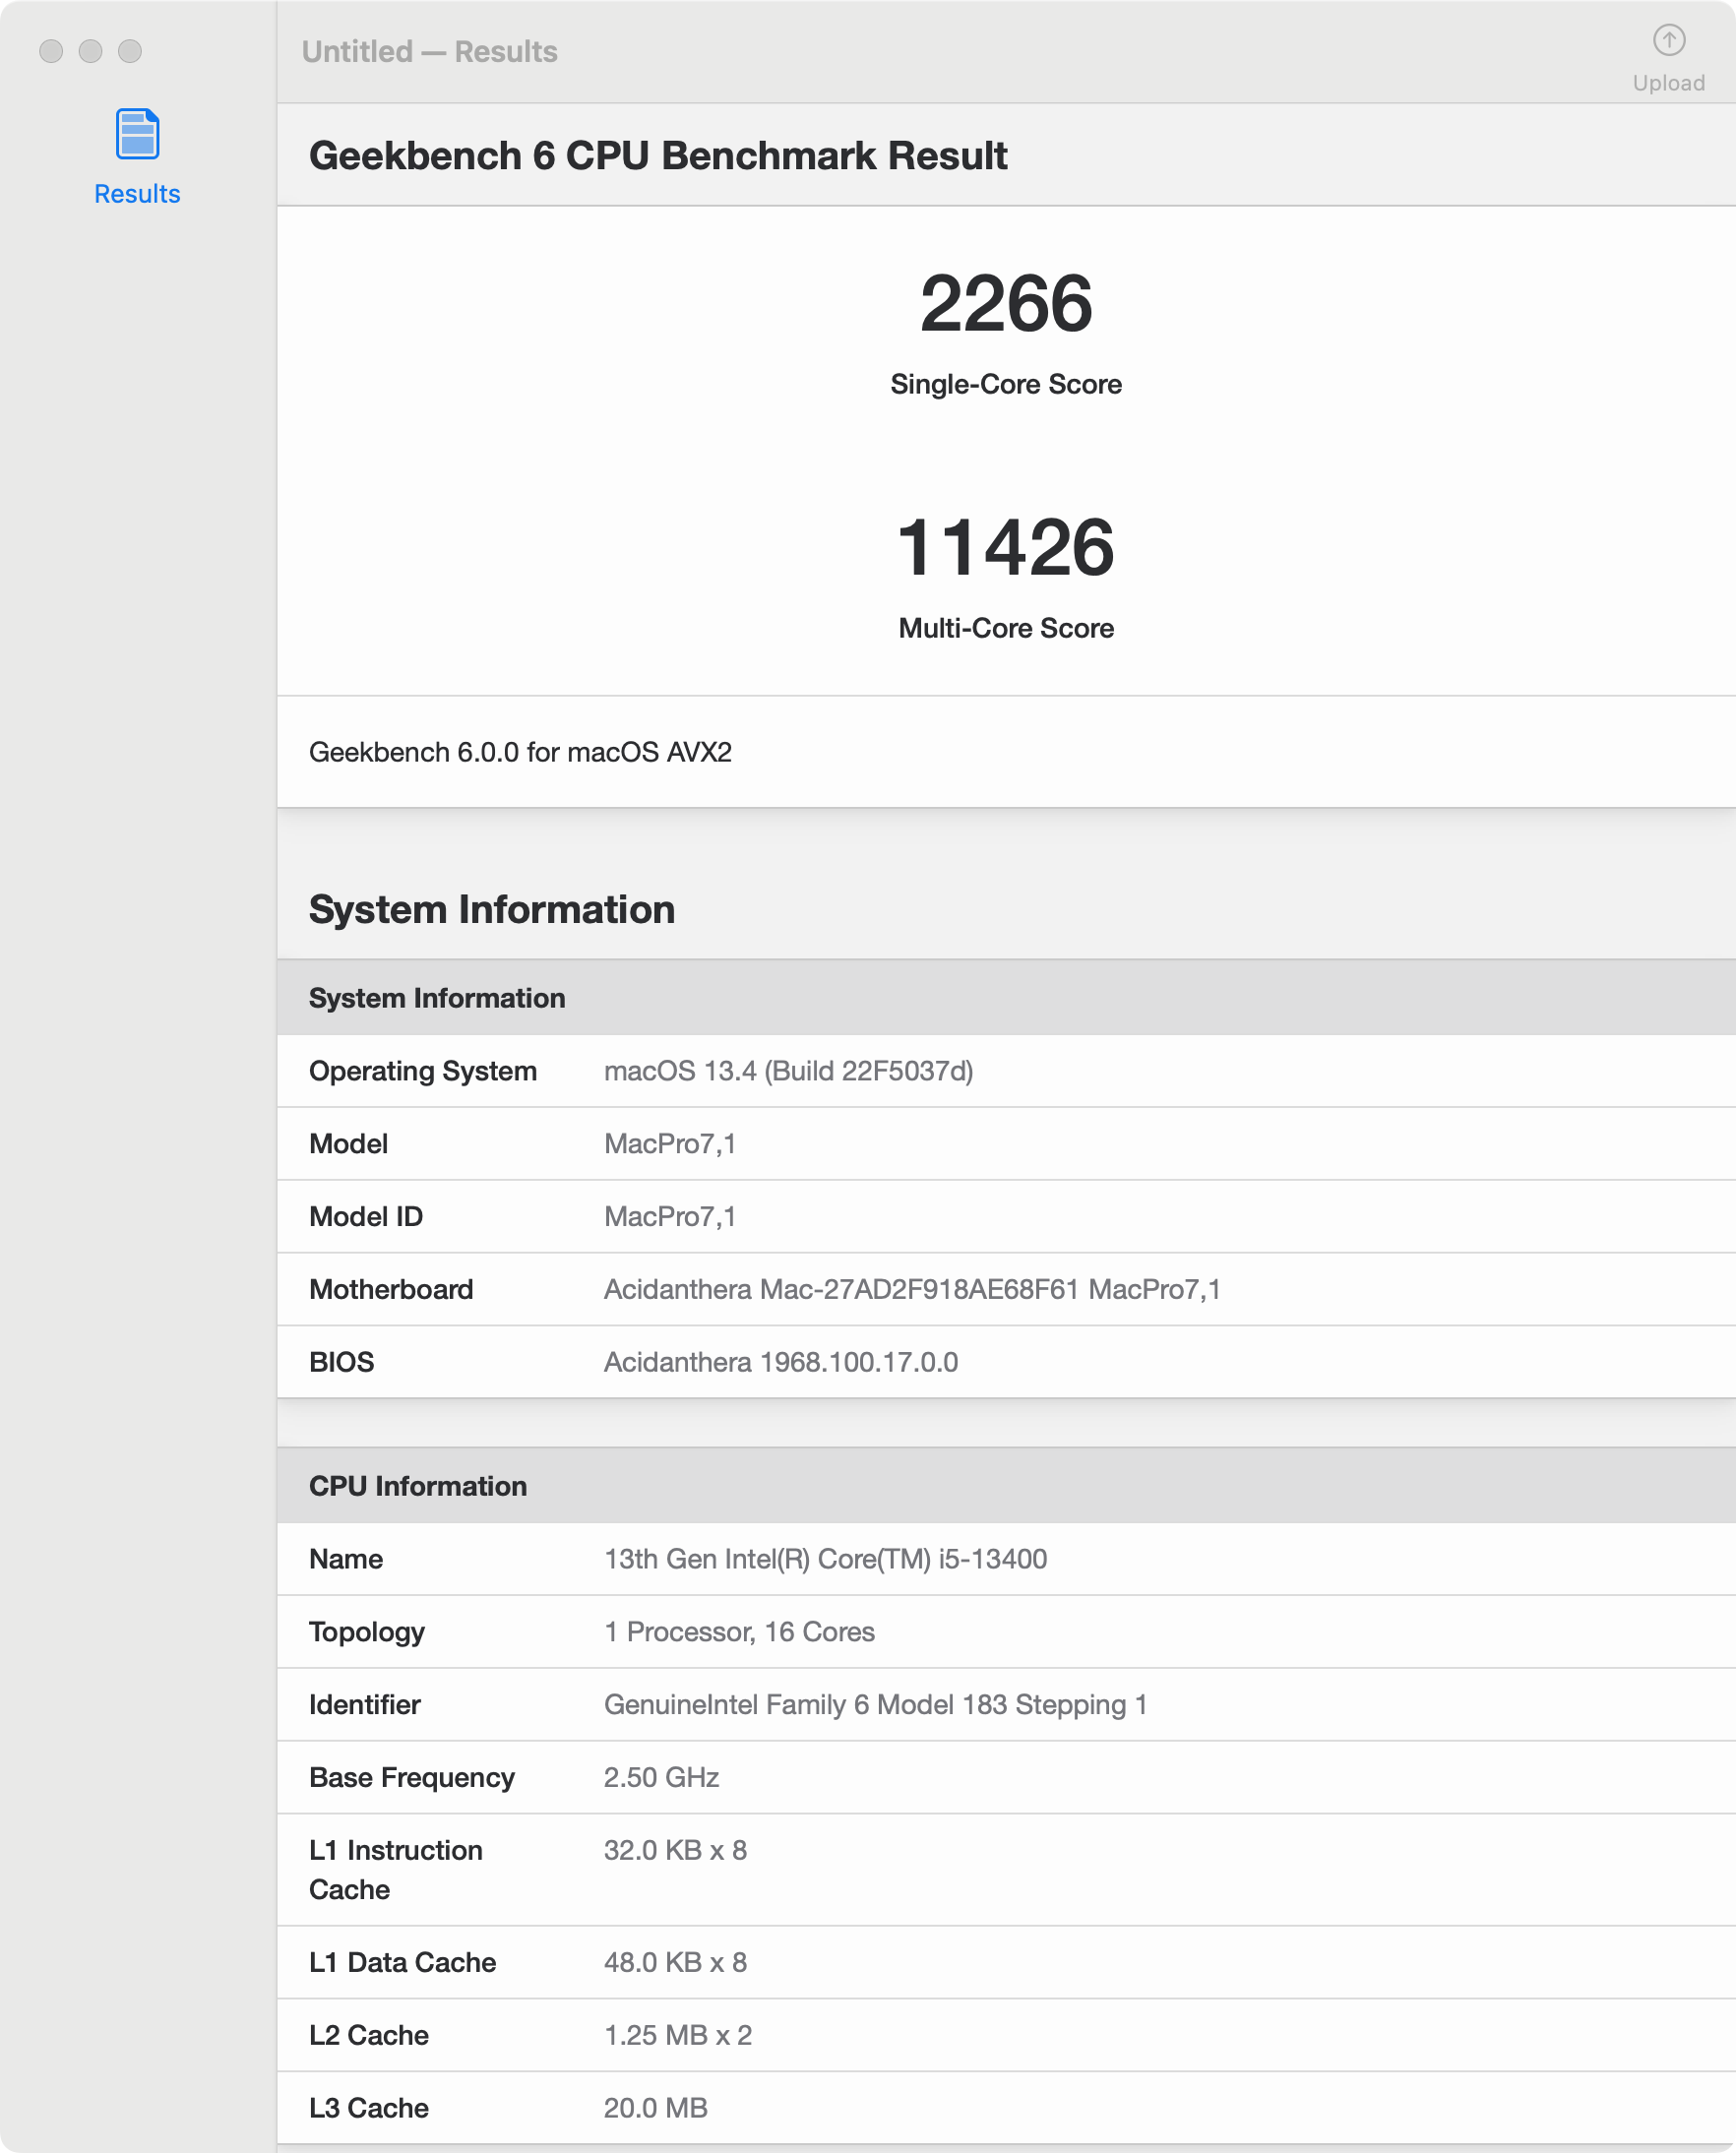 Untitled — Results
Upload
Results
Geekbench 6 CPU Benchmark Result
2266
Single-Core Score
11426
Multi-Core Score
Geekbench 6.0.0 for macOS AVX2
System Information
System Information
Operating System macOS 13.4 (Build 22F5037d)
Model MacPro7,1
Model ID MacPro7,1
Motherboard Acidanthera Mac-27AD2F918AE68F61 MacPro7,1
BIOS Acidanthera 1968.100.17.0.0
CPU Information
Name 13th Gen Intel(R) Core(TM) i5-13400
Topology 1 Processor, 16 Cores
Identifier GenuineIntel Family 6 Model 183 Stepping 1
Base Frequency 2.50 GHz
L1 Instruction 32.0 KB x 8
Cache
L1 Data Cache 48.0 KB x 8
L2 Cache 1.25 MB x 2
L3 Cache 20.0 MB